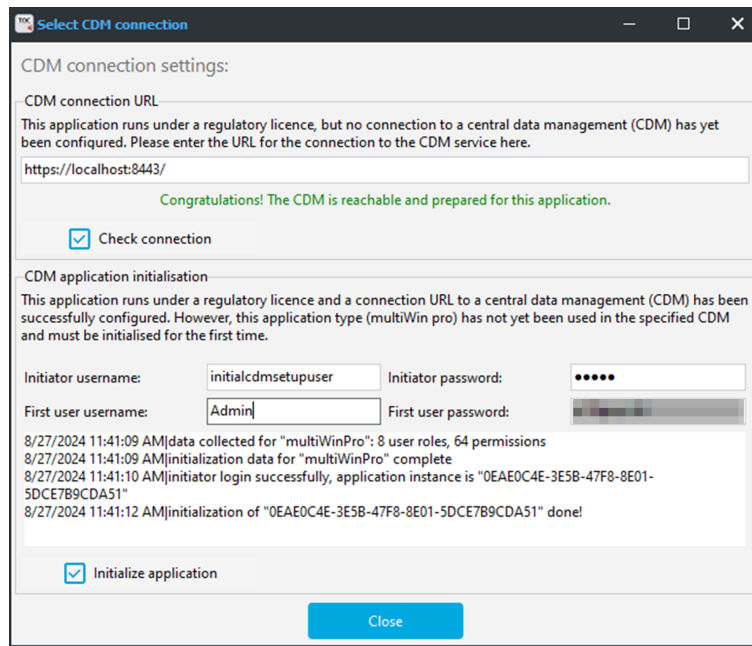 TOC
Select CDM connection
CDM connection settings:
CDM connection URL
This application runs under a regulatory licence, but no connection to a central data management (CDM) has yet
been configured. Please enter the URL for the connection to the CDM service here.
https://localhost:8443/
Congratulations! The CDM is reachable and prepared for this application.
Check connection
CDM application initialisation
This application runs under a regulatory licence and a connection URL to a central data management (CDM) has been
successfully configured. However, this application type (multiWin pro) has not yet been used in the specified CDM
and must be initialised for the first time.
Initiator username: initialcdmsetupuser Initiator password: •••••
First user username: Admin First user password:
8/27/2024 11:41:09 AM|data collected for "multiWinPro": 8 user roles, 64 permissions
8/27/2024 11:41:09 AM|initialization data for "multiWinPro" complete
8/27/2024 11:41:10 AM|initiator login successfully, application instance is "0EAE0C4E-3E5B-47F8-8E01-
5DCE7B9CDA51"
8/27/2024 11:41:12 AM|initialization of "0EAE0C4E-3E5B-47F8-8E01-5DCE7B9CDA51" done!
Initialize application
Close